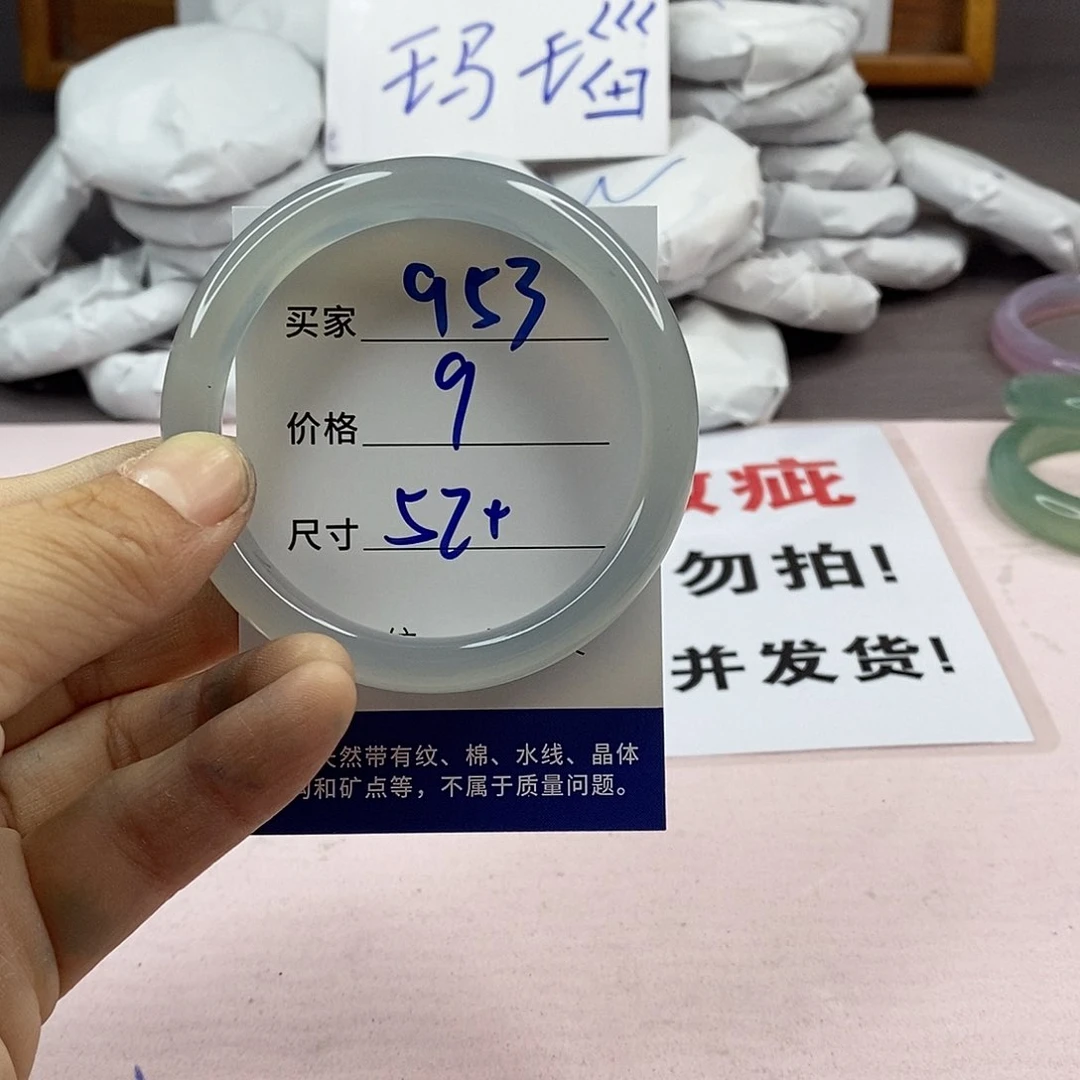 玛瑙
买家 953
价格 9
尺寸 52+
天然带有纹、棉、水线、晶体
和矿点等，不属于质量问题。
疵
勿拍!
并发货!